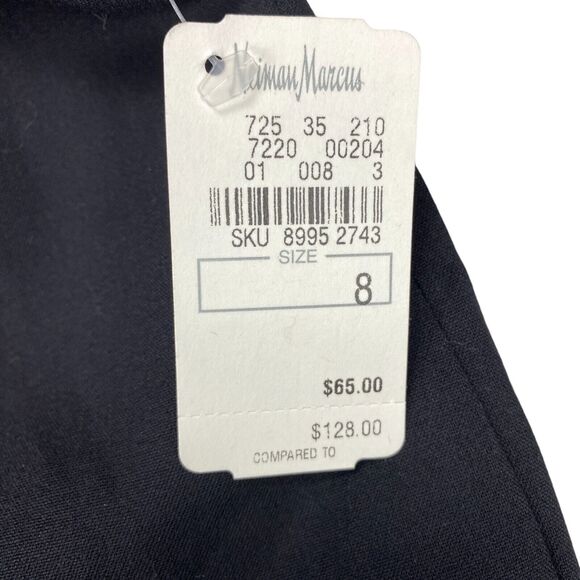 Neiman Marcus
725 35 210
7220 00204
01 008 3
SKU 8995 2743
SIZE
8
$65.00
$128.00
COMPARED TO